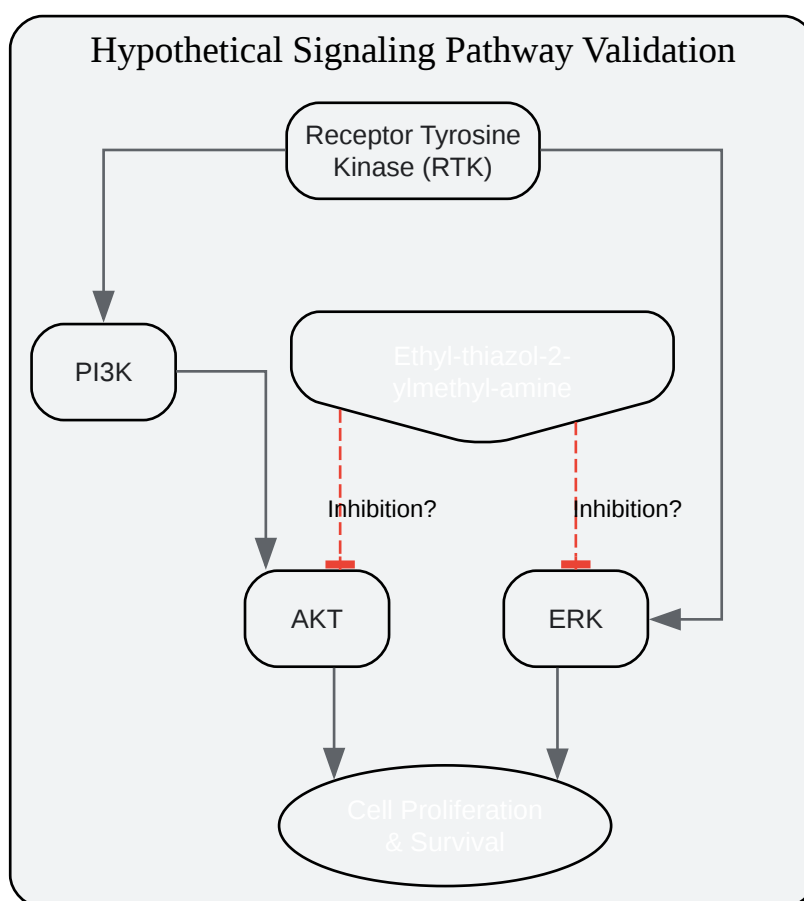 Hypothetical Signaling Pathway Validation
Receptor Tyrosine
Kinase (RTK)
PI3K
Ethyl-thiazol-2-
ylmethyl-amine
Inhibition?
Inhibition?
AKT
ERK
Cell Proliferation
& Survival